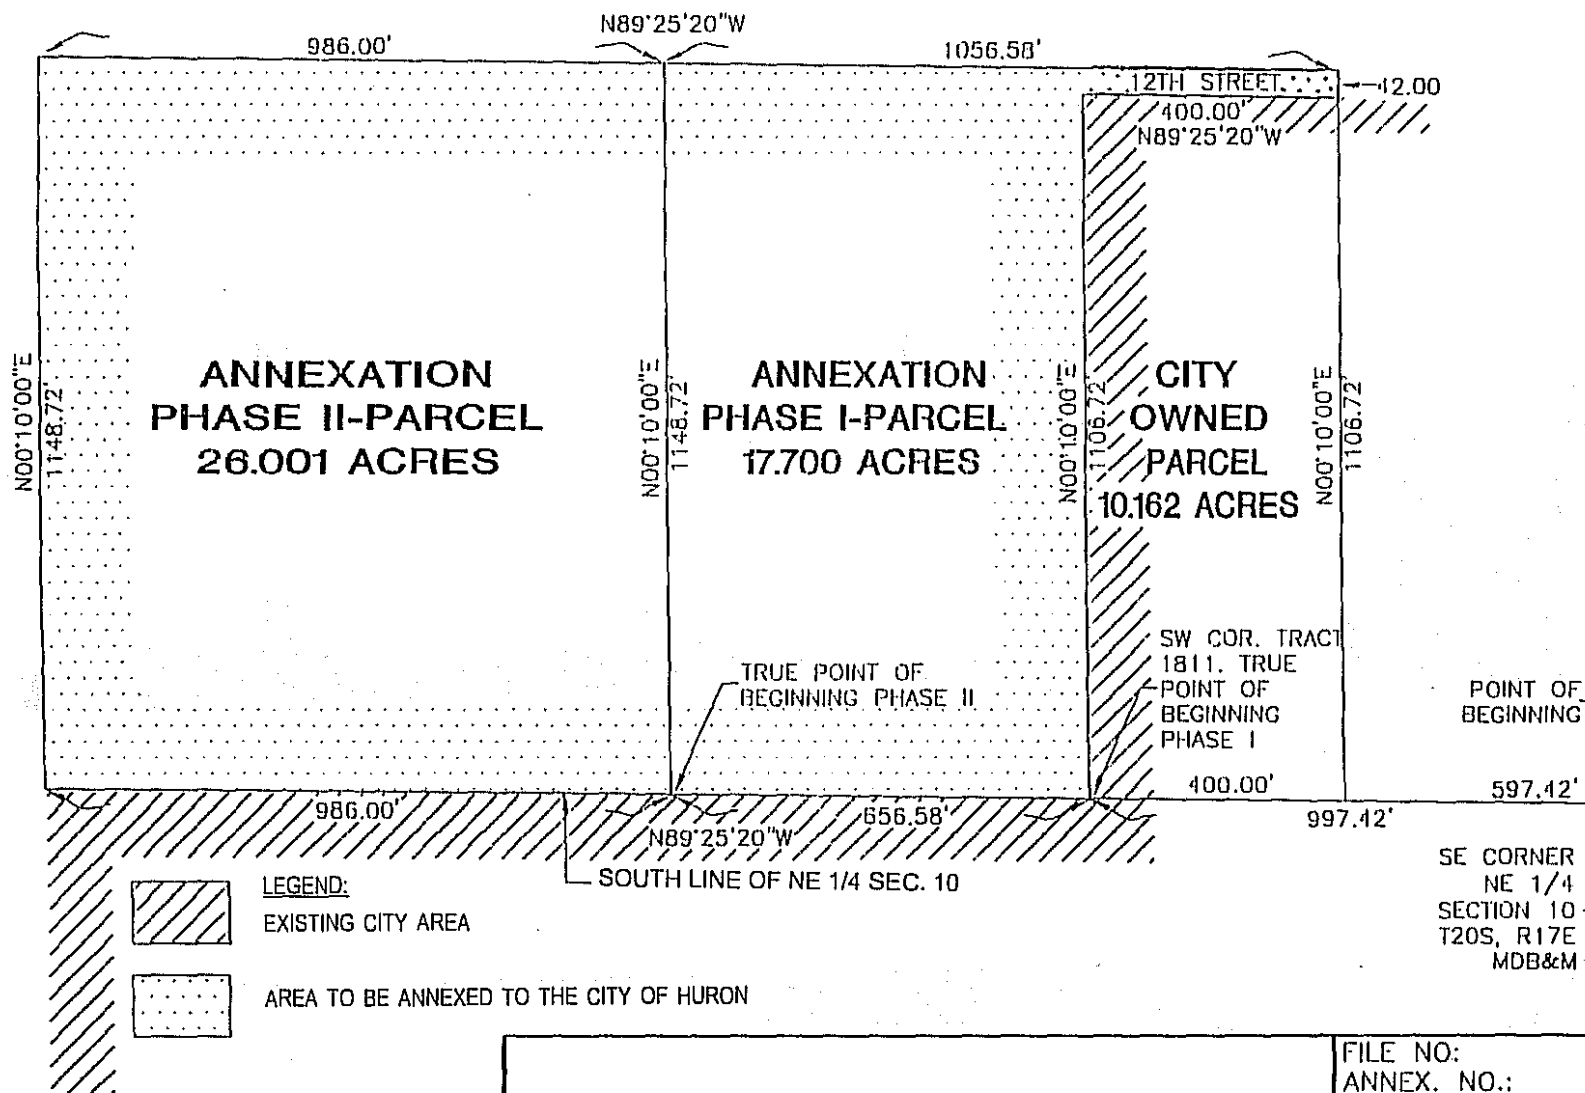 N89°25'20"W
986.00'
1056.58'
12TH STREET
42.00
400.00'
N89°25'20"W
N00°10'00"E
1148.72'
ANNEXATION
PHASE II-PARCEL
26.001 ACRES
N00°10'00"E
1148.72'
ANNEXATION
PHASE I-PARCEL
17.700 ACRES
N00°10'00"E
1106.72'
CITY
OWNED
PARCEL
10.162 ACRES
N00°10'00"E
1106.72'
TRUE POINT OF
BEGINNING PHASE II
SW COR. TRACT
1811. TRUE
POINT OF
BEGINNING
PHASE I
POINT OF
BEGINNING
986.00'
N89°25'20"W
656.58'
400.00'
997.42'
597.42'
SOUTH LINE OF NE 1/4 SEC. 10
SE CORNER
NE 1/4
SECTION 10
T20S, R17E
MDB&M
LEGEND:
EXISTING CITY AREA
AREA TO BE ANNEXED TO THE CITY OF HURON
FILE NO:
ANNEX. NO.: